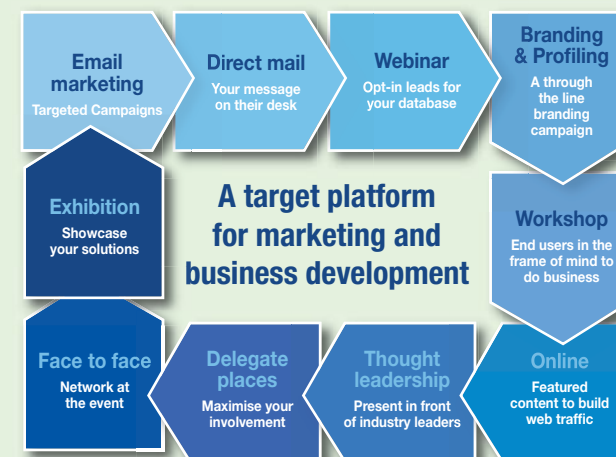 Email
marketing
Targeted Campaigns
Direct mail
Your message
on their desk
Webinar
Opt-in leads for
your database
Branding
& Profiling
A through
the line
branding
campaign
Exhibition
Showcase
your solutions
A target platform
for marketing and
business development
Workshop
End users in the
frame of mind to
do business
Face to face
Network at
the event
Delegate
places
Maximise your
involvement
Thought
leadership
Present in front
of industry leaders
Online
Featured
content to build
web traffic